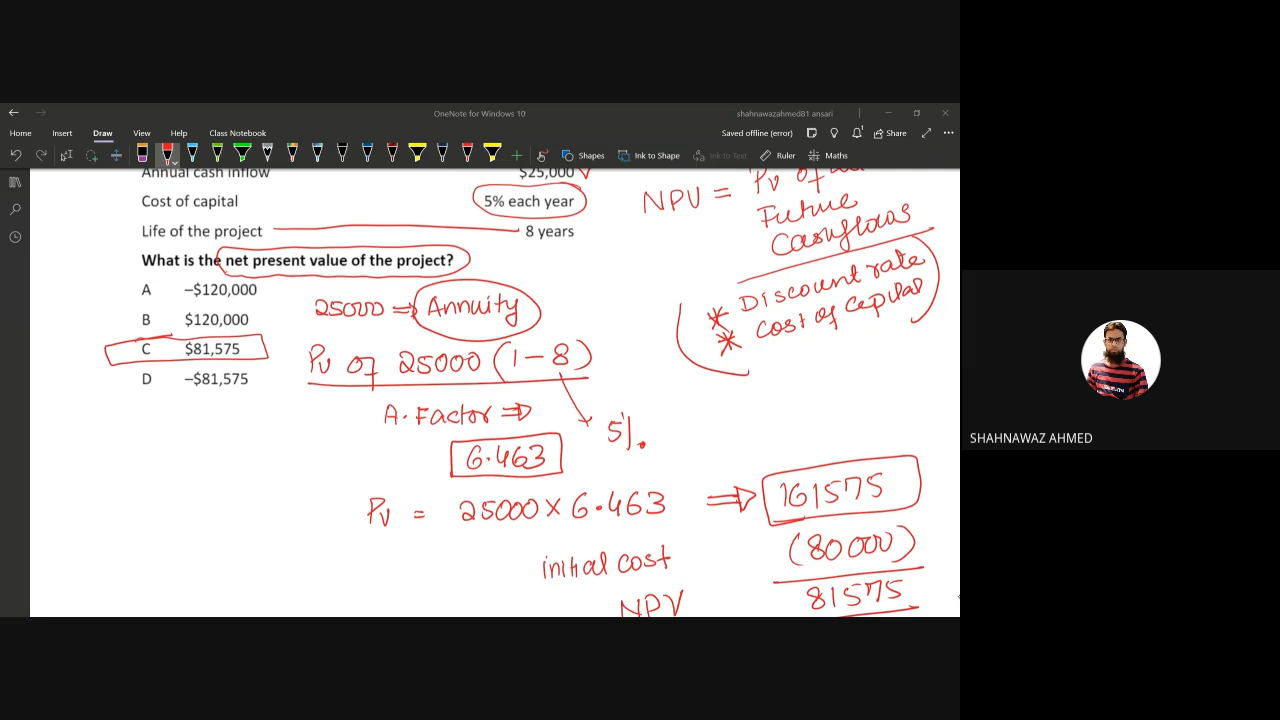 OneNote for Windows 10
shahnawazahmed81 ansari
Home Insert Draw View Help Class Notebook
Saved offline (error)
Share
Shapes Ink to Shape Ink to Text Ruler Maths
Annual cash inflow $25,000
Cost of capital 5% each year
Life of the project 8 years
What is the net present value of the project?
A –$120,000
B $120,000
C $81,575
D –$81,575
NPV = Pv of
Future
Cashflows
* Discount rate
* cost of capital
25000 ⇒ Annuity
Pv of 25000 (1 – 8)
A. Factor ⇒
5%.
6.463
Pv = 25000 × 6.463 ⇒ 161575
initial cost (80000)
NPV 81575
SHAHNAWAZ AHMED